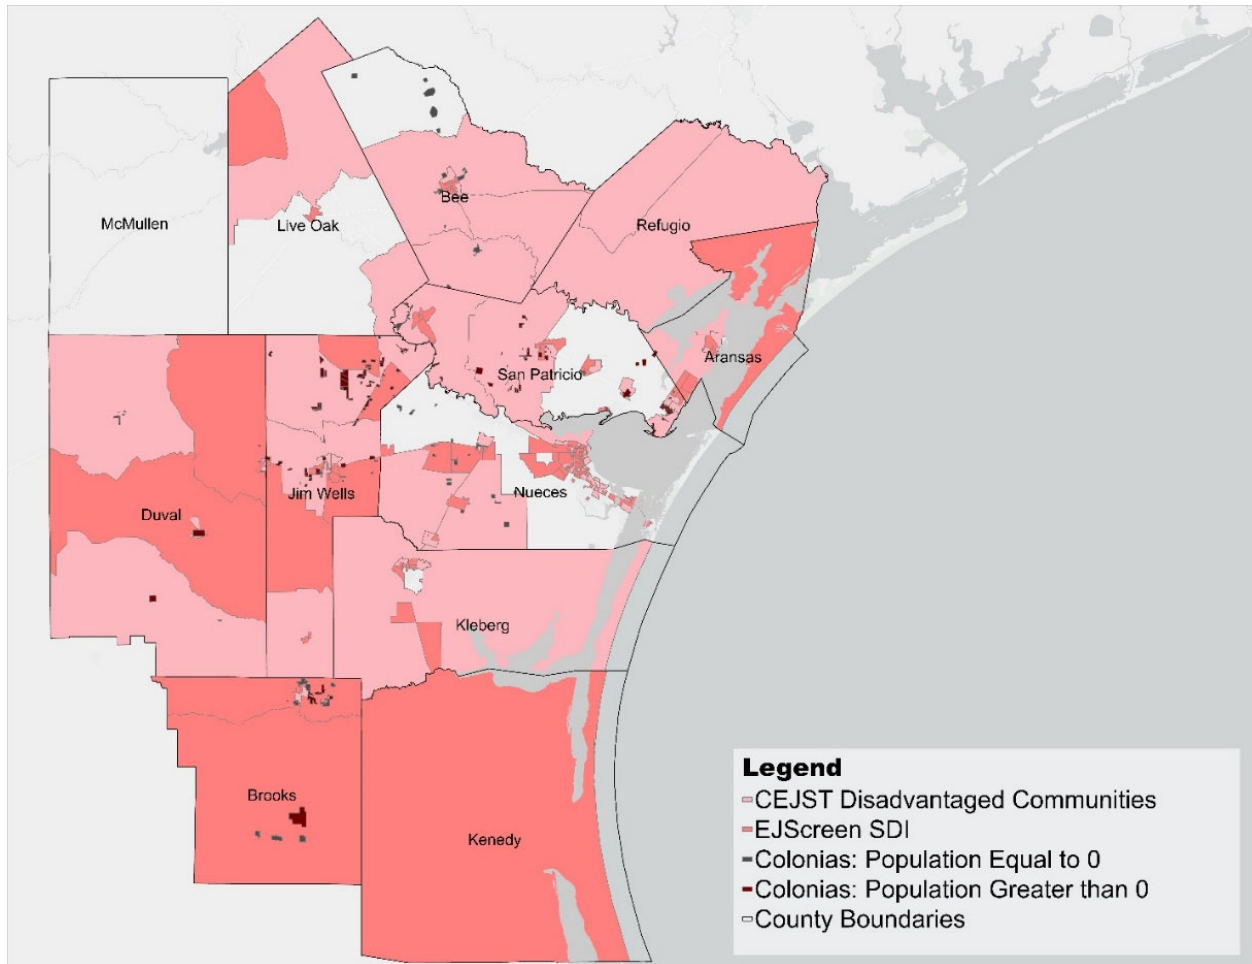 Bee
McMullen
Live Oak
Refugio
Aransas
San Patricio
Jim Wells
Nueces
Duval
Kleberg
Brooks
Kenedy
Legend
CEJST Disadvantaged Communities
EJScreen SDI
Colonias: Population Equal to 0
Colonias: Population Greater than 0
County Boundaries